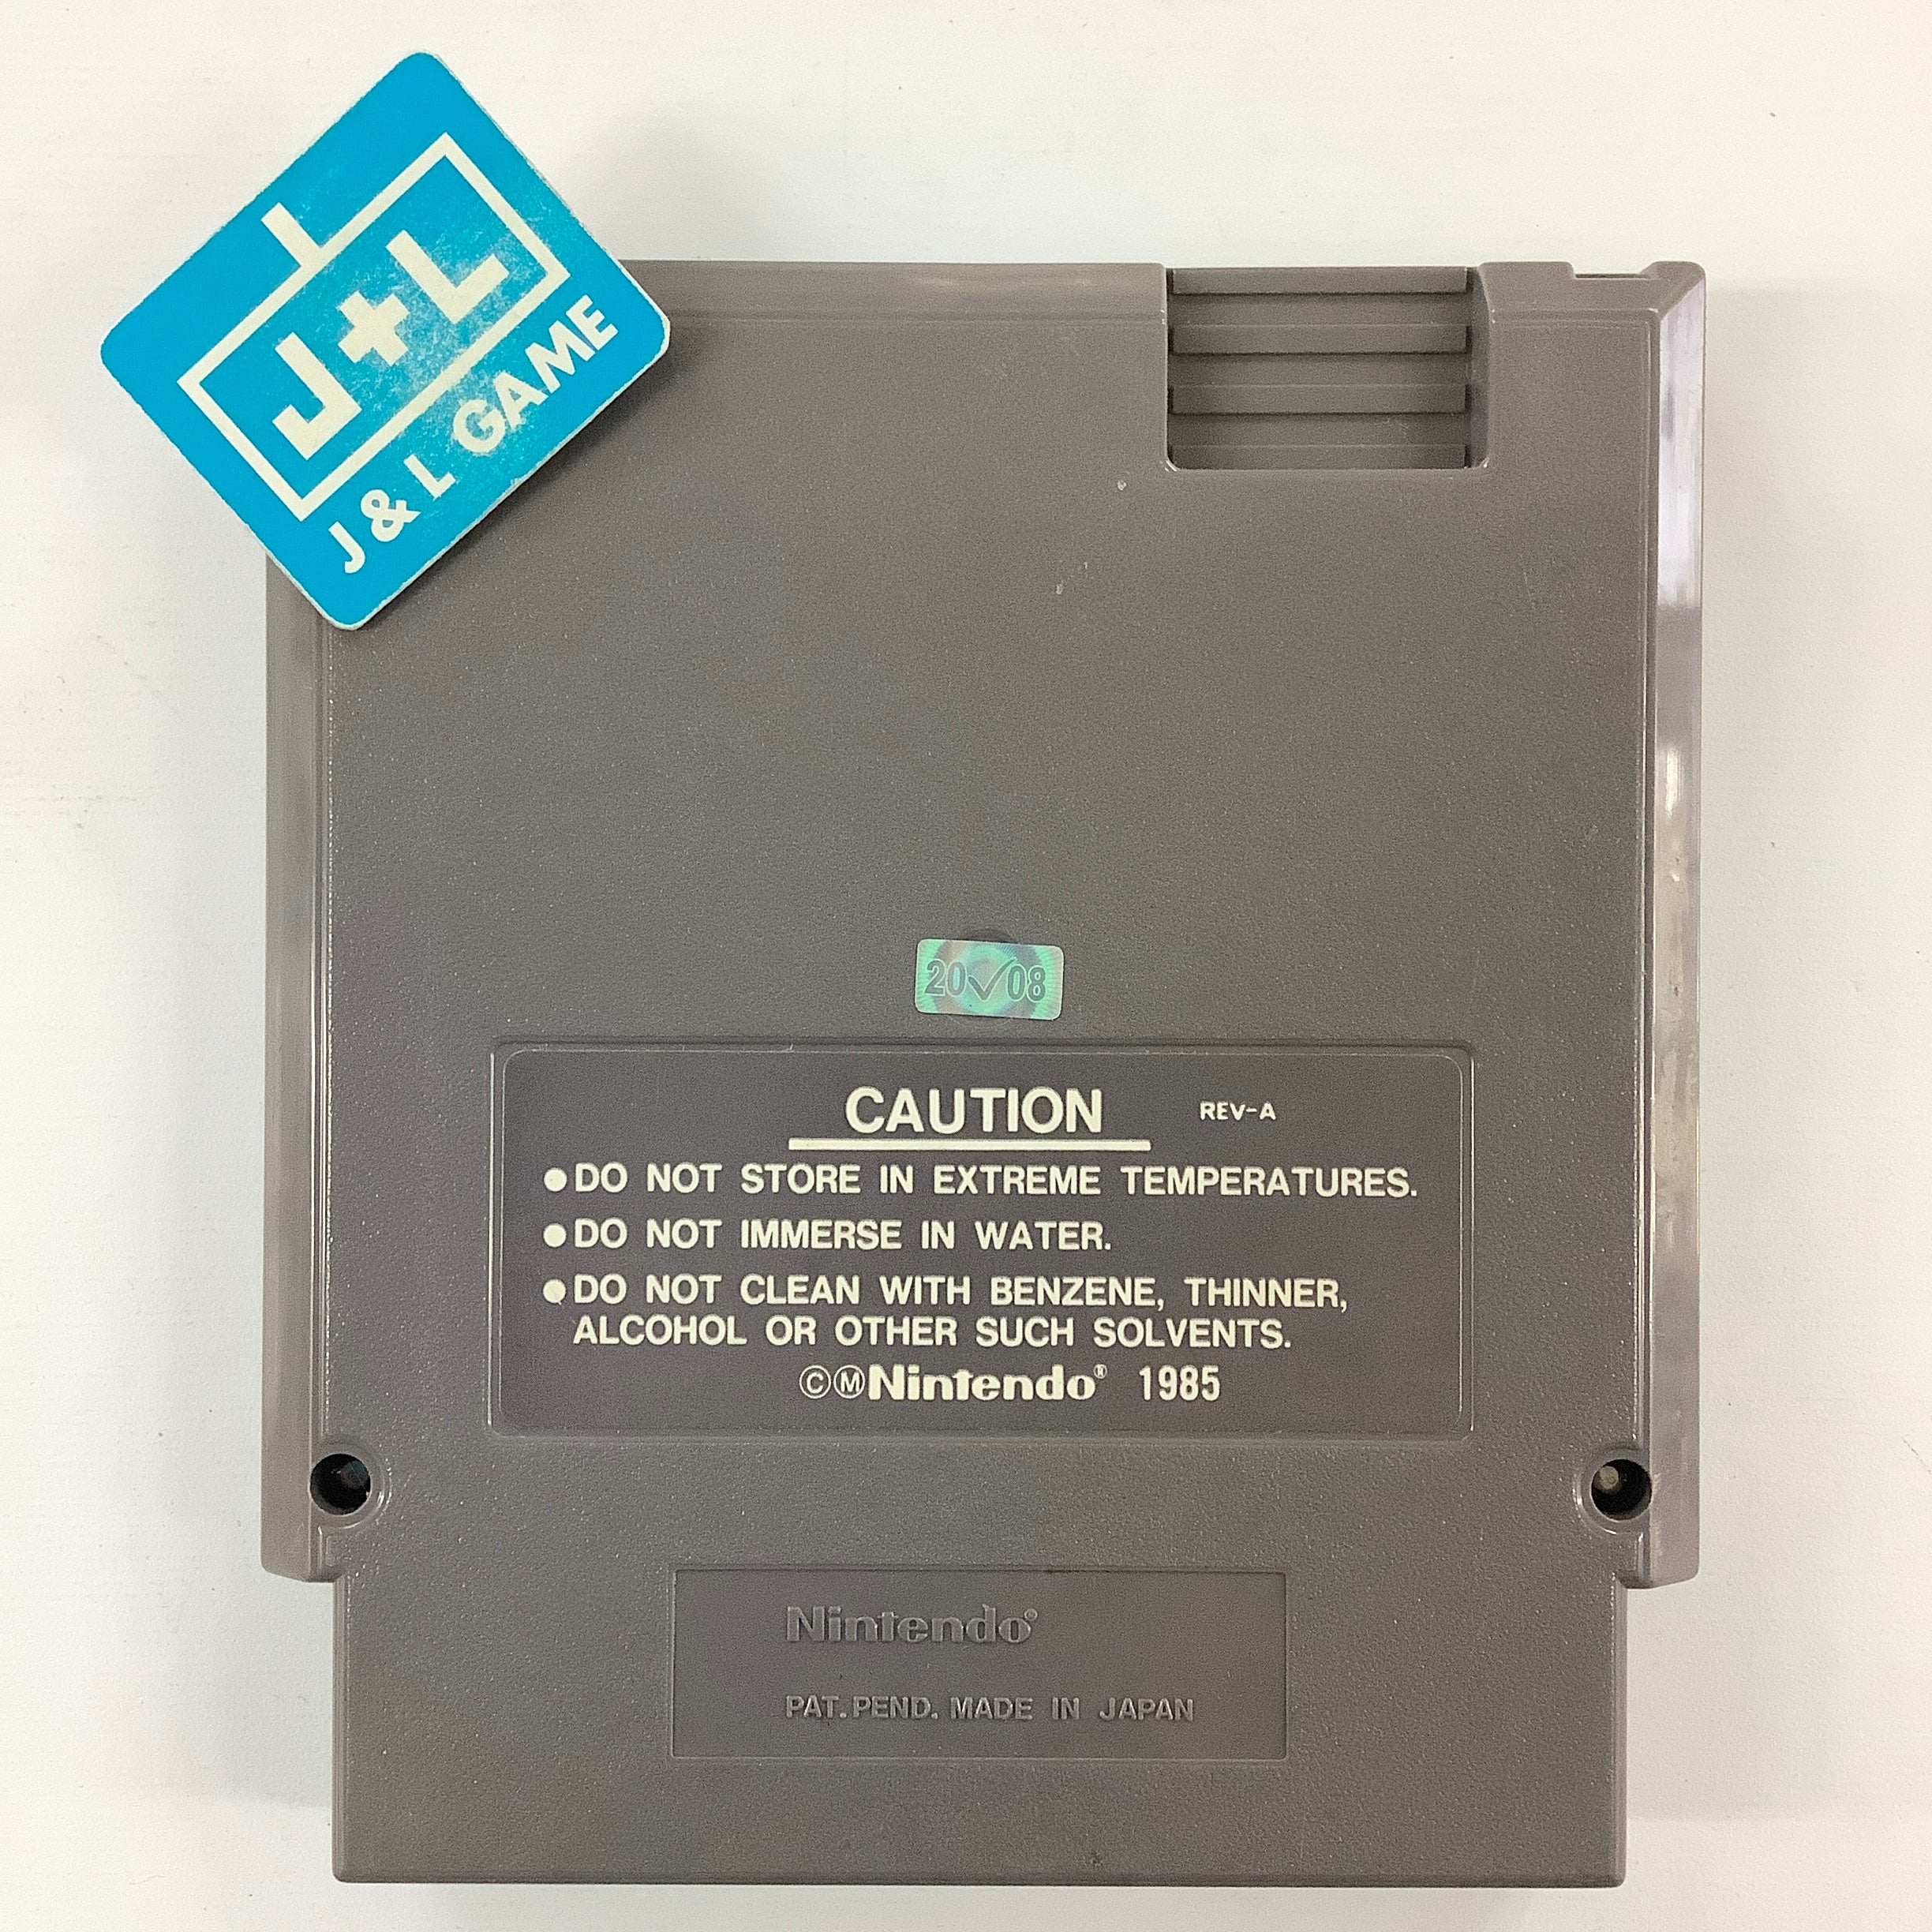 J+L
J & L GAME
20✓08
CAUTION REV-A
●DO NOT STORE IN EXTREME TEMPERATURES.
●DO NOT IMMERSE IN WATER.
●DO NOT CLEAN WITH BENZENE, THINNER,
ALCOHOL OR OTHER SUCH SOLVENTS.
©ⓂNintendo® 1985
Nintendo®
PAT. PEND. MADE IN JAPAN